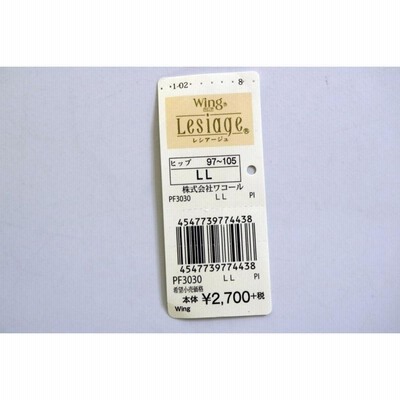 1-02 8
Wing®
Lesiage®
レシアージュ
ヒップ 97~105
LL
株式会社ワコール
PF3030 LL PI
4547739774438
4547739774438
PF3030 LL PI
希望小売価格
本体 ¥2,700+税
Wing